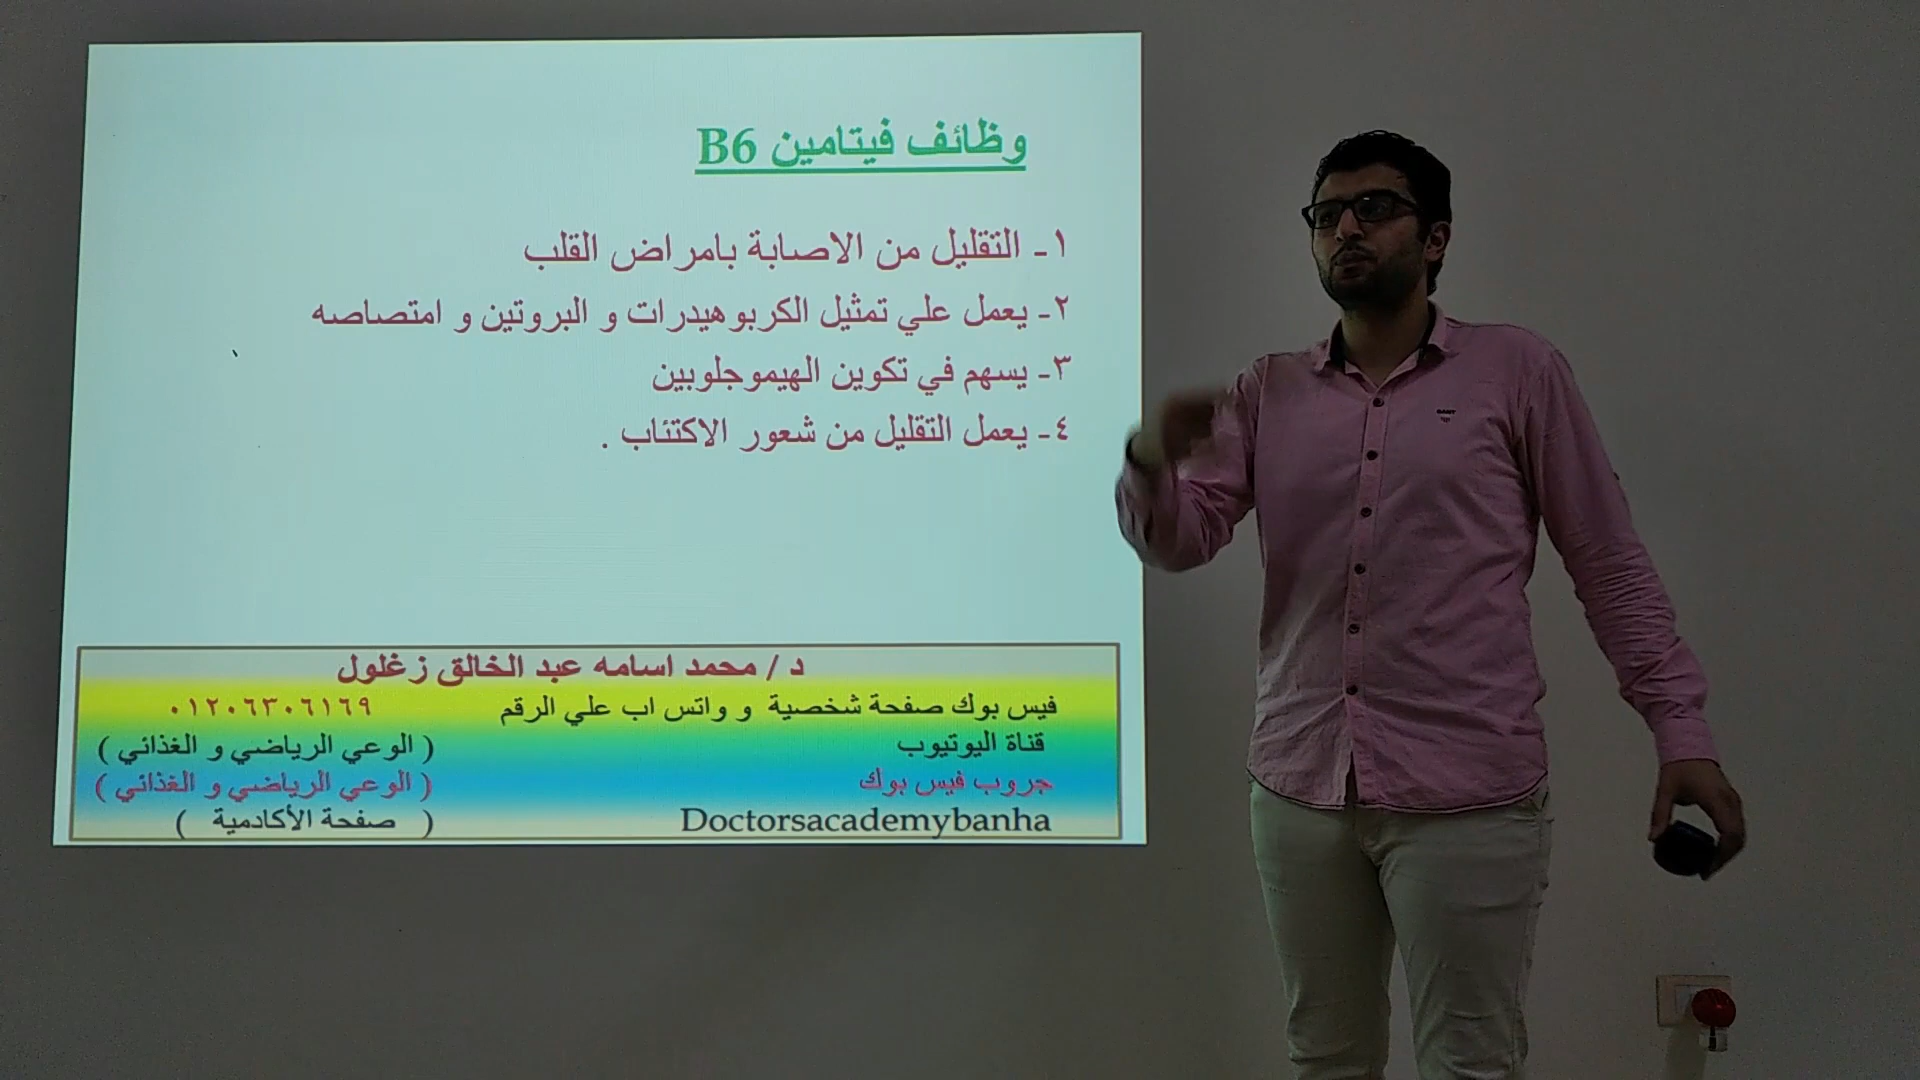 وظائف فيتامين B6
١- التقليل من الاصابة بامراض القلب
٢- يعمل علي تمثيل الكربوهيدرات و البروتين و امتصاصه
٣- يسهم في تكوين الهيموجلوبين
٤- يعمل التقليل من شعور الاكتئاب .
د / محمد اسامه عبد الخالق زغلول
فيس بوك صفحة شخصية و واتس اب علي الرقم ٠١٢٠٦٣٠٦١٦٩
قناة اليوتيوب ( الوعي الرياضي و الغذائي )
جروب فيس بوك ( الوعي الرياضي و الغذائي )
Doctorsacademybanha ( صفحة الأكادمية )